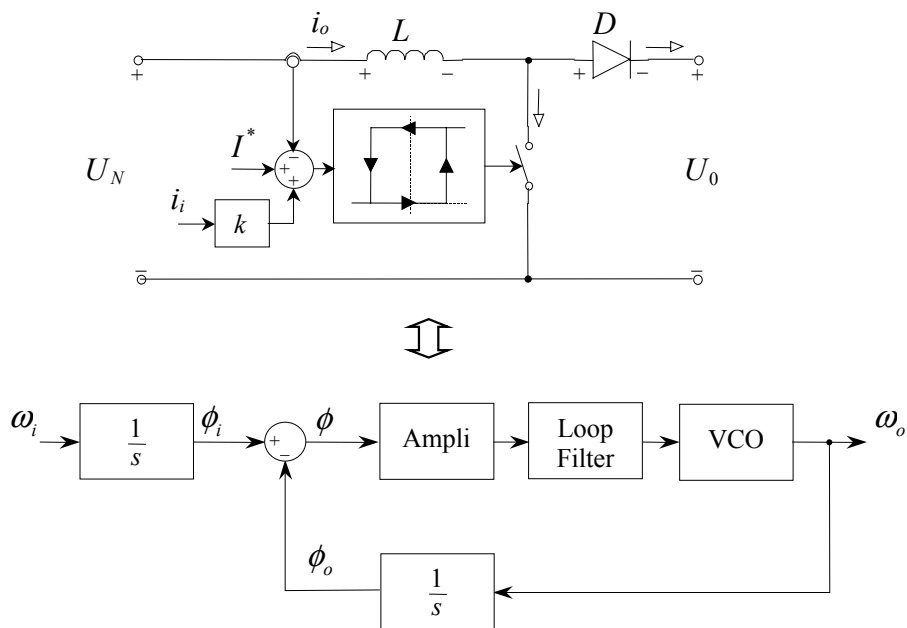 i_o L D
+ + − + − +
I^* −
+
+
U_N U_0
i_i
k
− −
ω_i 1/s ϕ_i + ϕ Ampli Loop Filter VCO ω_o
−
ϕ_o 1/s